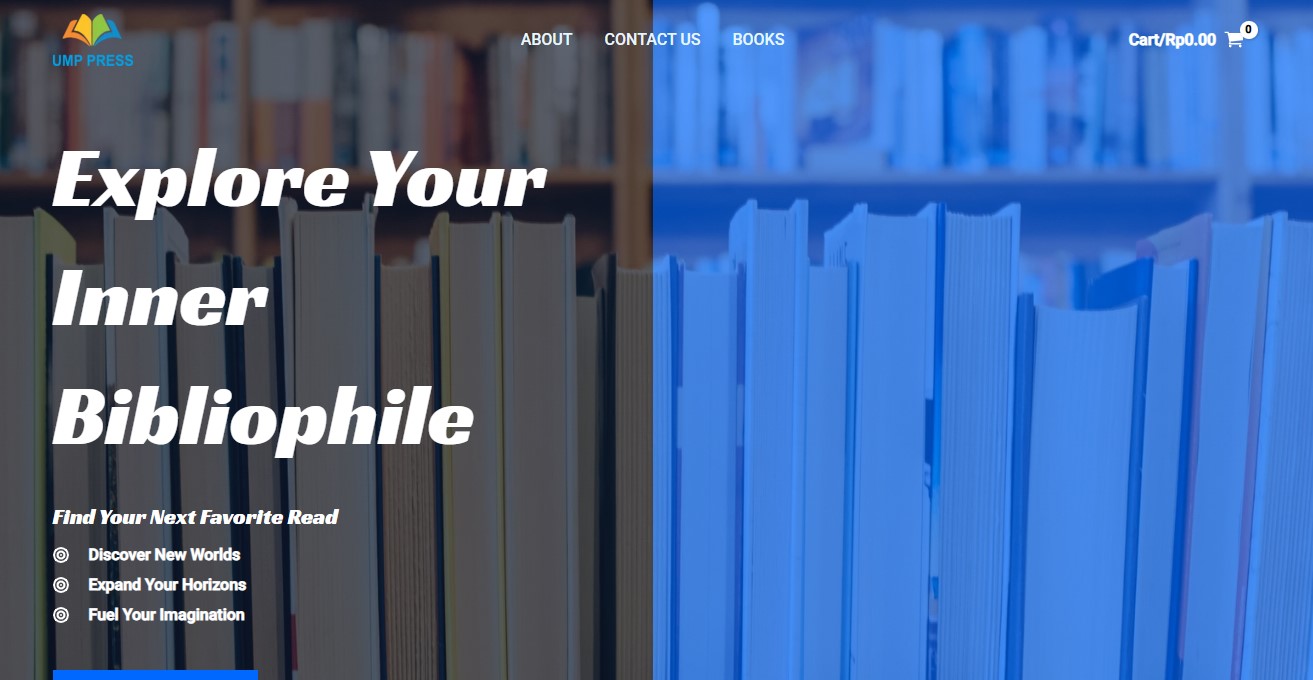 UMP PRESS
ABOUT
CONTACT US
BOOKS
Cart/Rp0.00
0
Explore Your
Inner
Bibliophile
Find Your Next Favorite Read
Discover New Worlds
Expand Your Horizons
Fuel Your Imagination